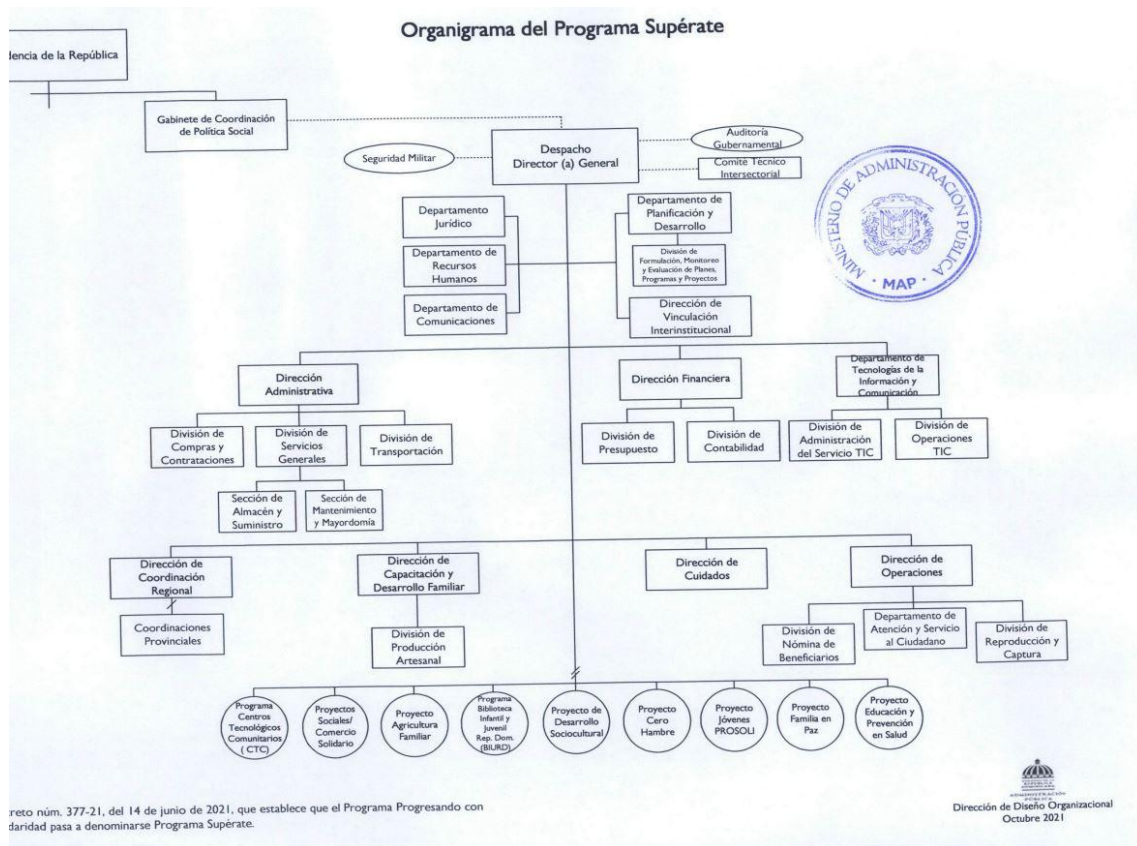 Organigrama del Programa Supérate
dencia de la República
Gabinete de Coordinación
de Política Social
Despacho
Director (a) General
Seguridad Militar
Auditoría
Gubernamental
Comité Técnico
Intersectorial
MINISTERIO DE ADMINISTRACIÓN PÚBLICA
· MAP ·
Departamento
Jurídico
Departamento de
Planificación y
Desarrollo
Departamento de
Recursos
Humanos
División de
Formulación, Monitoreo
y Evaluación de Planes,
Programas y Proyectos
Departamento de
Comunicaciones
Dirección de
Vinculación
Interinstitucional
Dirección
Administrativa
Dirección Financiera
Departamento de
Tecnologías de la
Información y
Comunicación
División de
Compras y
Contrataciones
División de
Servicios
Generales
División de
Transportación
División de
Presupuesto
División de
Contabilidad
División de
Administración
del Servicio TIC
División de
Operaciones
TIC
Sección de
Almacén y
Suministro
Sección de
Mantenimiento
y Mayordomía
Dirección de
Coordinación
Regional
Dirección de
Capacitación y
Desarrollo Familiar
Dirección de
Cuidados
Dirección de
Operaciones
Coordinaciones
Provinciales
División de
Producción
Artesanal
División de
Nómina de
Beneficiarios
Departamento de
Atención y Servicio
al Ciudadano
División de
Reproducción y
Captura
Programa
Centros
Tecnológicos
Comunitarios
( CTC)
Proyectos
Sociales/
Comercio
Solidario
Proyecto
Agricultura
Familiar
Programa
Biblioteca
Infantil y
Juvenil
Rep. Dom.
(BIURD)
Proyecto de
Desarrollo
Sociocultural
Proyecto
Cero
Hambre
Proyecto
Jóvenes
PROSOLI
Proyecto
Familia en
Paz
Proyecto
Educación y
Prevención
en Salud
reto núm. 377-21, del 14 de junio de 2021, que establece que el Programa Progresando con
daridad pasa a denominarse Programa Supérate.
ADMINISTRACIÓN
PÚBLICA
Dirección de Diseño Organizacional
Octubre 2021